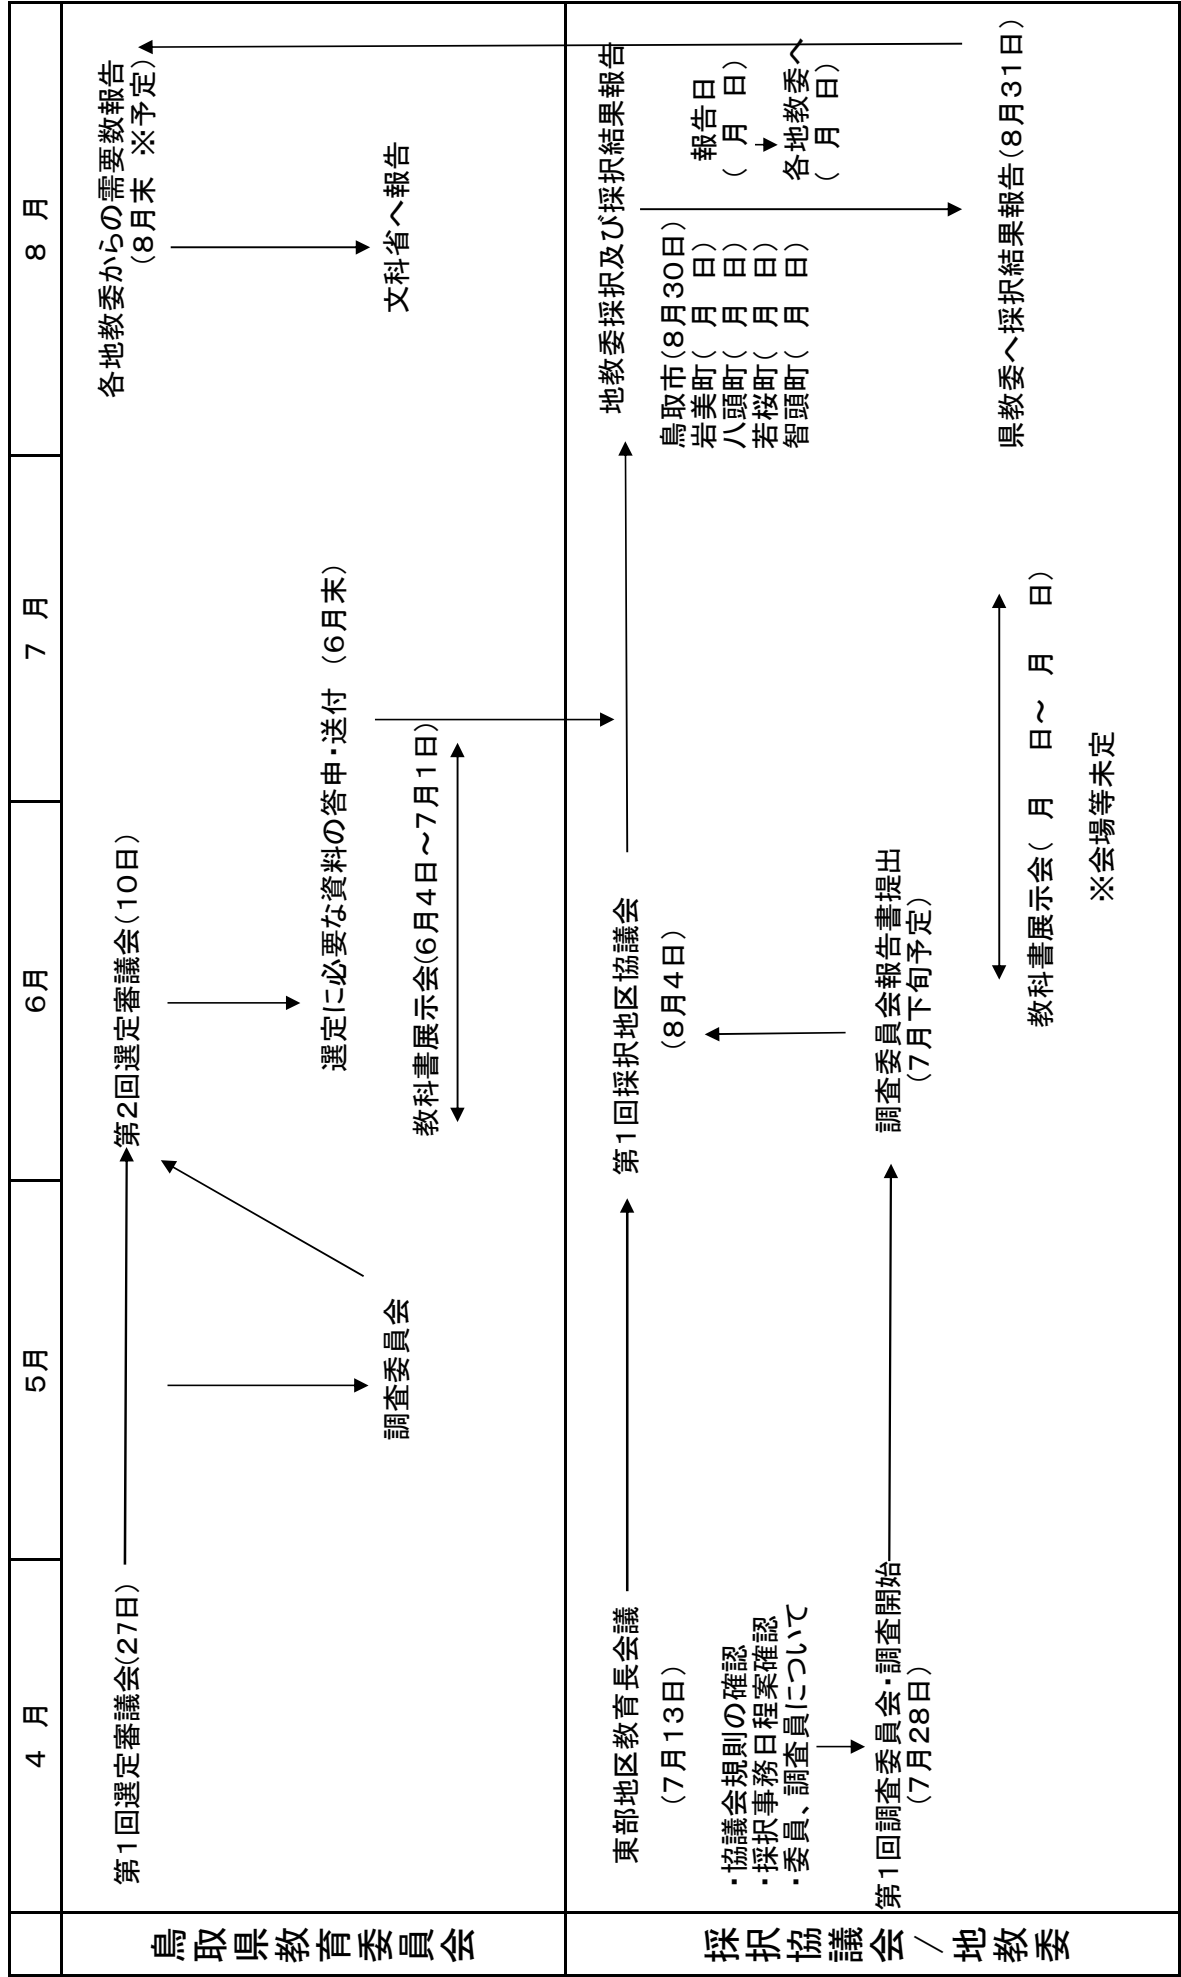 4　月
5月
6月
7　月
8　月
鳥取県教育委員会
第1回選定審議会(27日)
第2回選定審議会(10日)
各地教委からの需要数報告
(8月末　※予定)
調査委員会
選定に必要な資料の答申・送付　(6月末)
教科書展示会(6月4日～7月1日)
文科省へ報告
採択協議会／地教委
東部地区教育長会議
(7月13日)
・協議会規則の確認
・採択事務日程案確認
・委員、調査員について
第1回調査委員会・調査開始
(7月28日)
第1回採択地区協議会
(8月4日)
調査委員会報告書提出
(7月下旬予定)
教科書展示会(　月　日～　月　日)
※会場等未定
地教委採択及び採択結果報告
鳥取市(8月30日)
岩美町(　月　日)
八頭町(　月　日)
若桜町(　月　日)
智頭町(　月　日)
報告日
(　月　日)
各地教委へ
(　月　日)
県教委へ採択結果報告(8月31日)